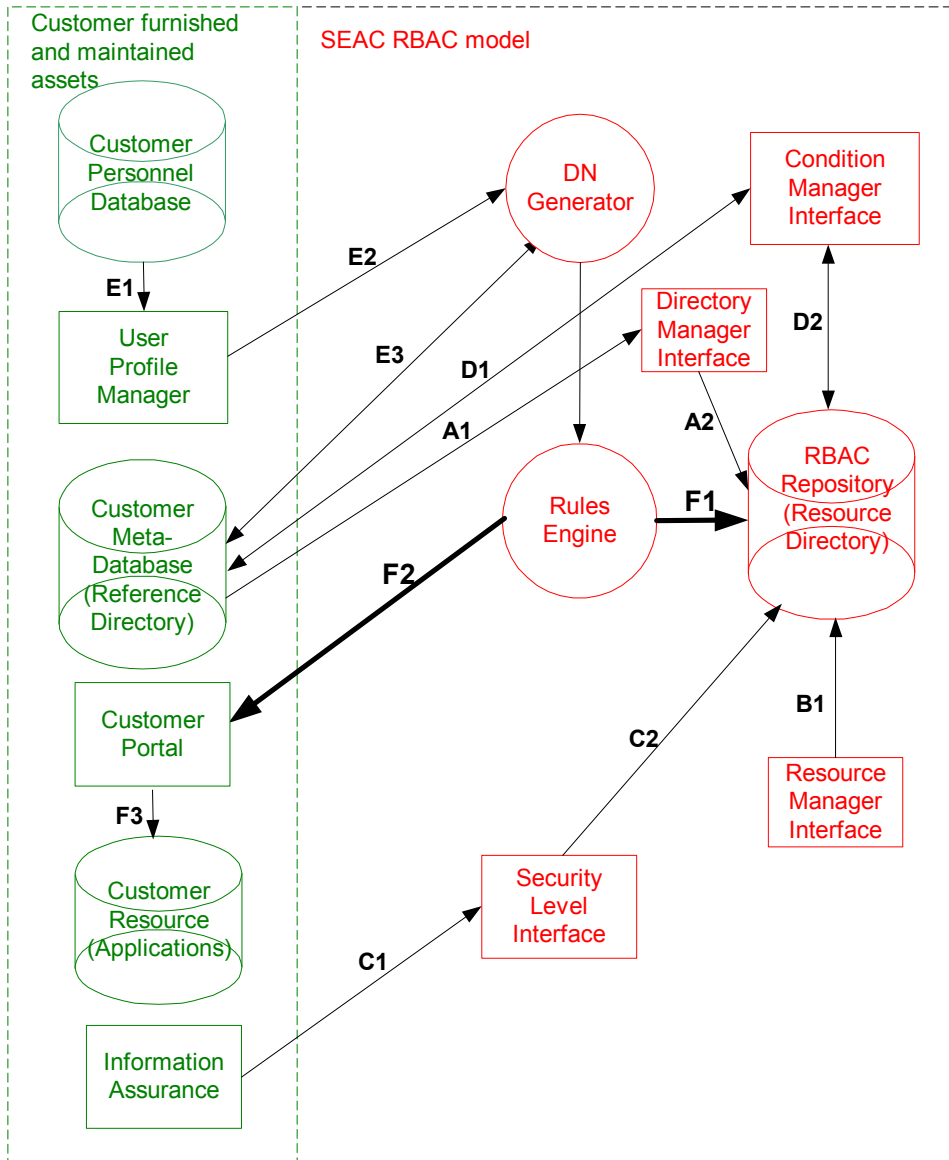 Customer furnished
and maintained
assets
SEAC RBAC model
Customer
Personnel
Database
DN
Generator
Condition
Manager
Interface
E1
E2
User
Profile
Manager
Directory
Manager
Interface
D2
E3
D1
A1
A2
Customer
Meta-
Database
(Reference
Directory)
Rules
Engine
F1
RBAC
Repository
(Resource
Directory)
F2
Customer
Portal
B1
C2
F3
Resource
Manager
Interface
Customer
Resource
(Applications)
Security
Level
Interface
C1
Information
Assurance